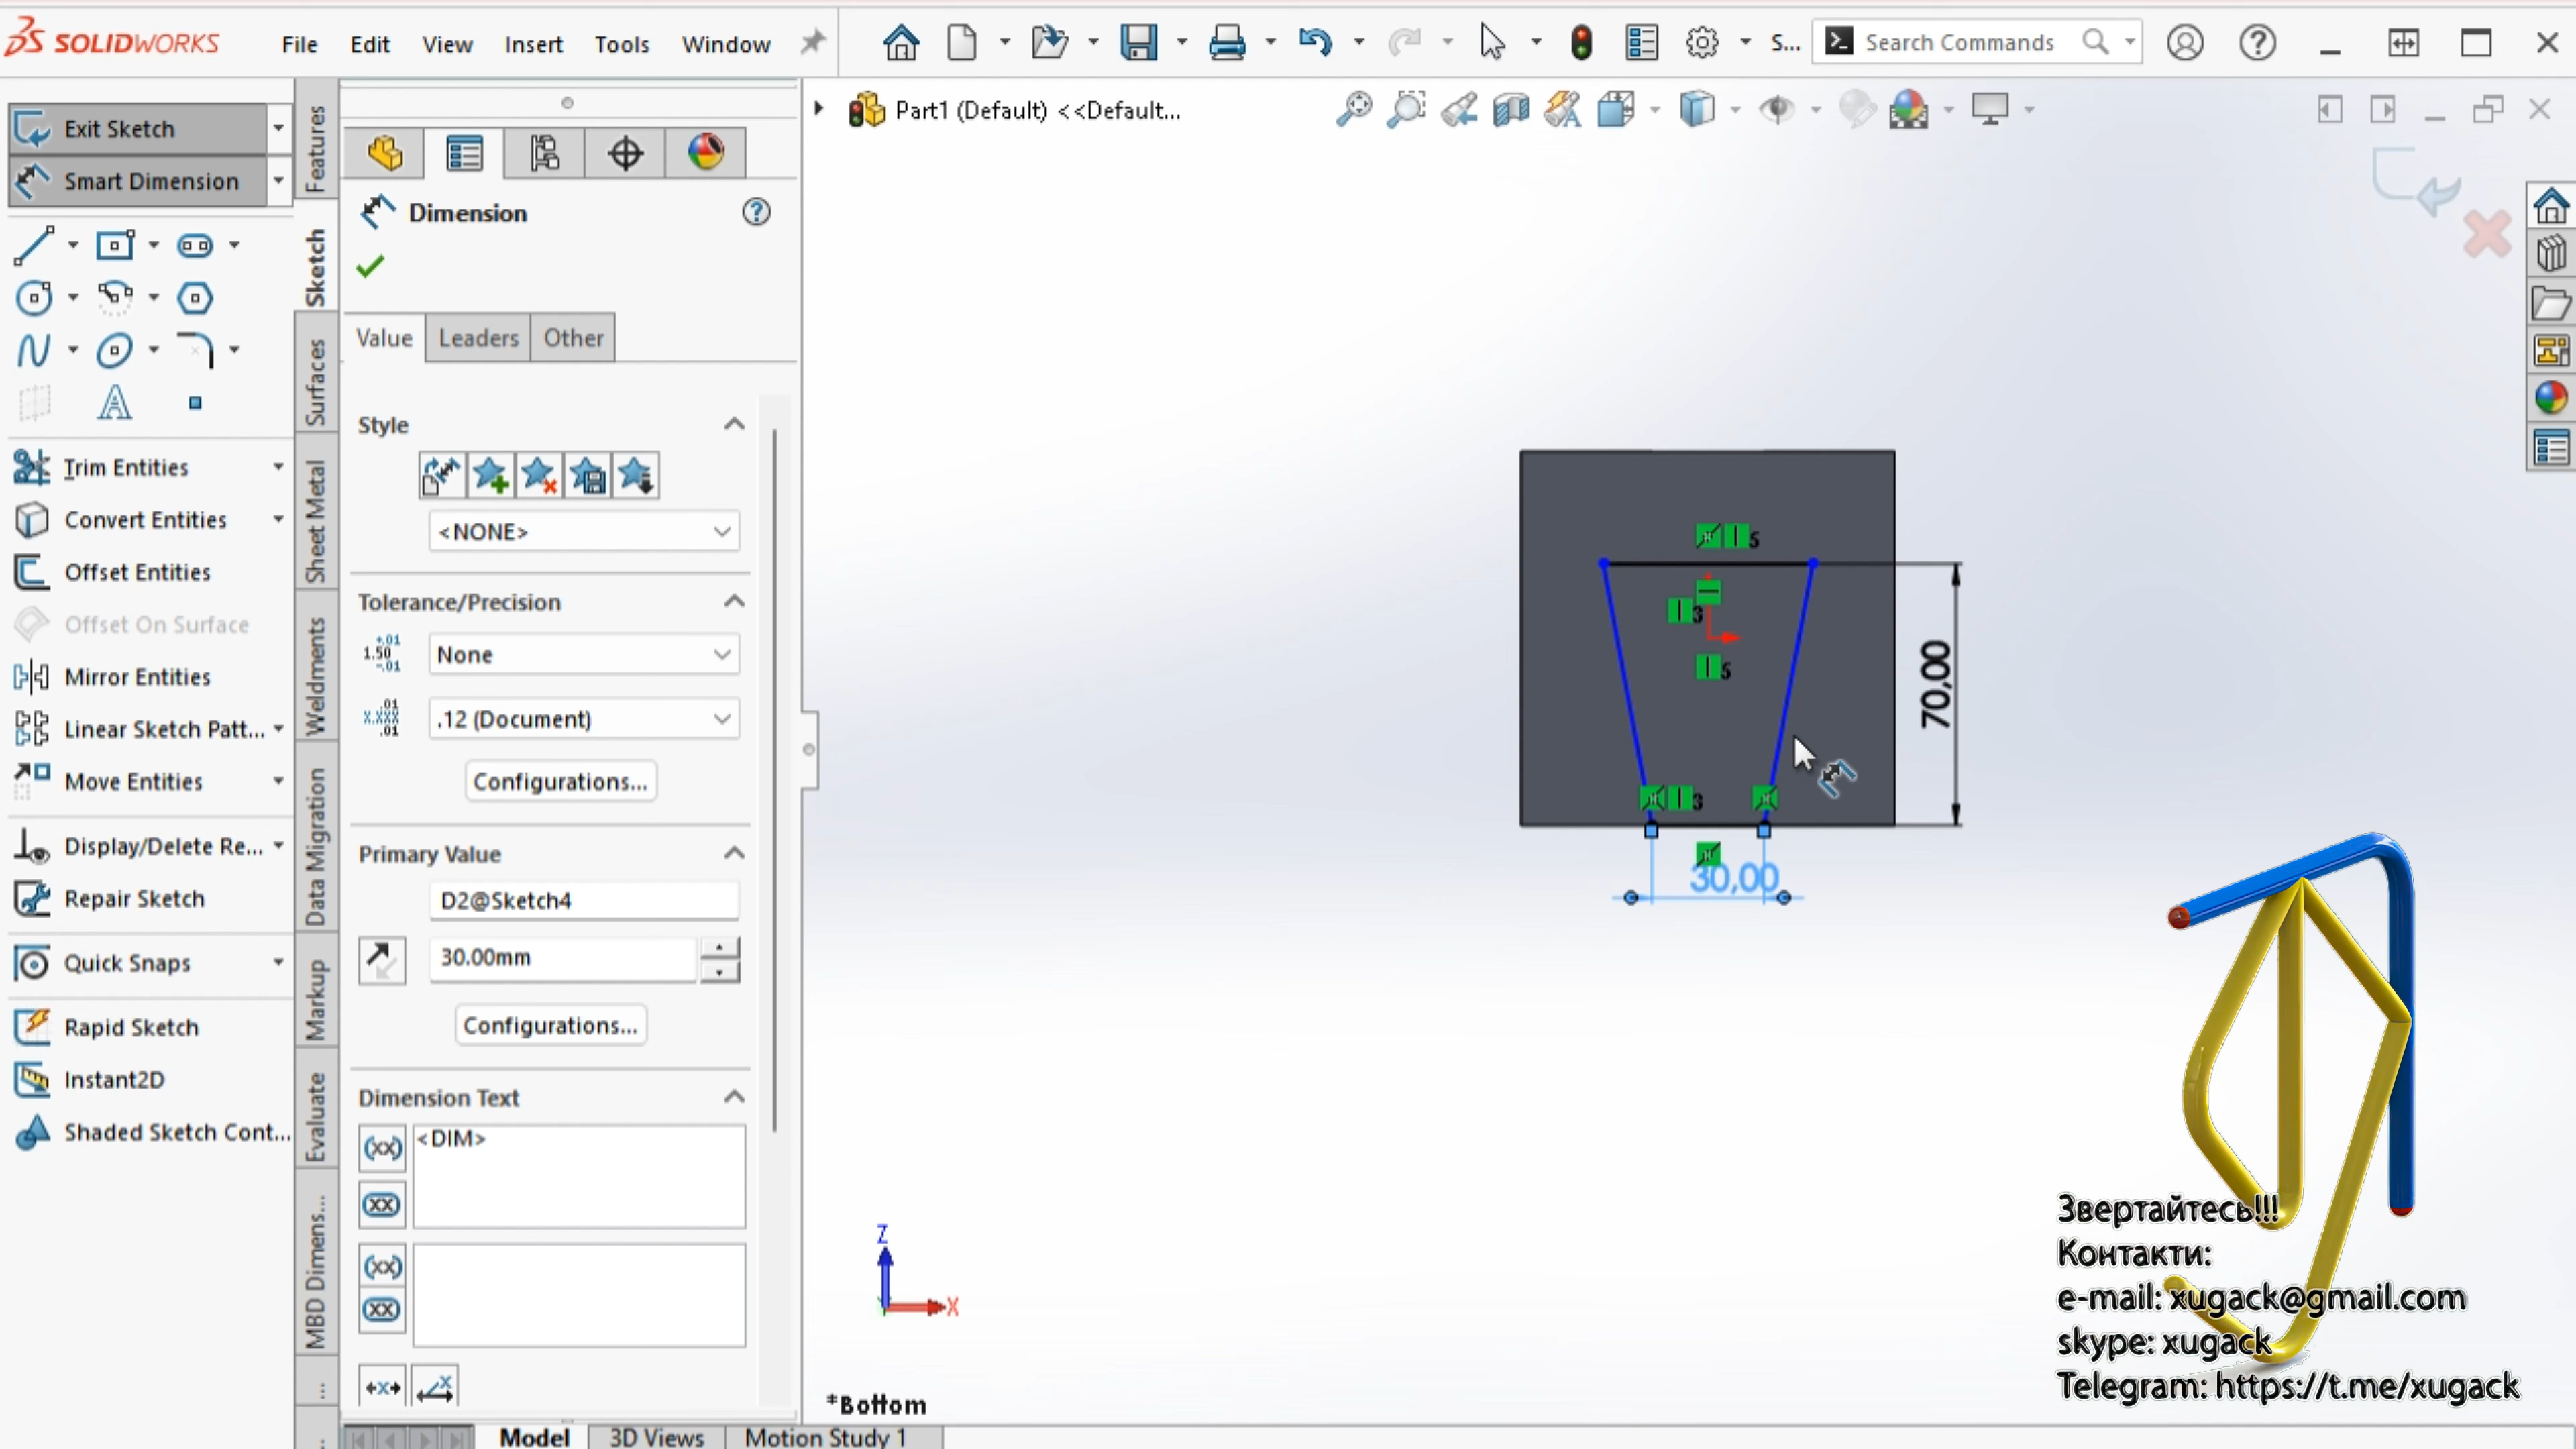 SOLIDWORKS
File Edit View Insert Tools Window
S...
Search Commands
Exit Sketch
Smart Dimension
Trim Entities
Convert Entities
Offset Entities
Offset On Surface
Mirror Entities
Linear Sketch Patt...
Move Entities
Display/Delete Re...
Repair Sketch
Quick Snaps
Rapid Sketch
Instant2D
Shaded Sketch Cont...
Features
Sketch
Surfaces
Sheet Metal
Weldments
Data Migration
Markup
Evaluate
MBD Dimens...
...
Dimension
Value Leaders Other
Style
<NONE>
Tolerance/Precision
None
.12 (Document)
Configurations...
Primary Value
D2@Sketch4
30.00mm
Configurations...
Dimension Text
<DIM>
Part1 (Default) <<Default...
5
3
5
3
70,00
30,00
Z
X
*Bottom
Model 3D Views Motion Study 1
Звертайтесь!!!
Контакти:
e-mail: xugack@gmail.com
skype: xugack
Telegram: https://t.me/xugack